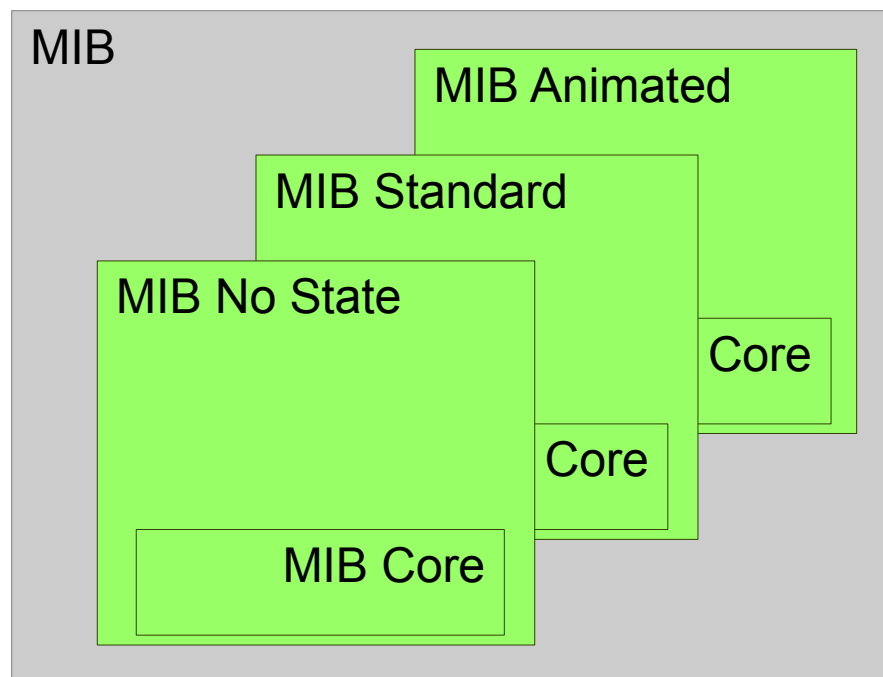 MIB
MIB Animated
MIB Standard
MIB No State
Core
Core
MIB Core